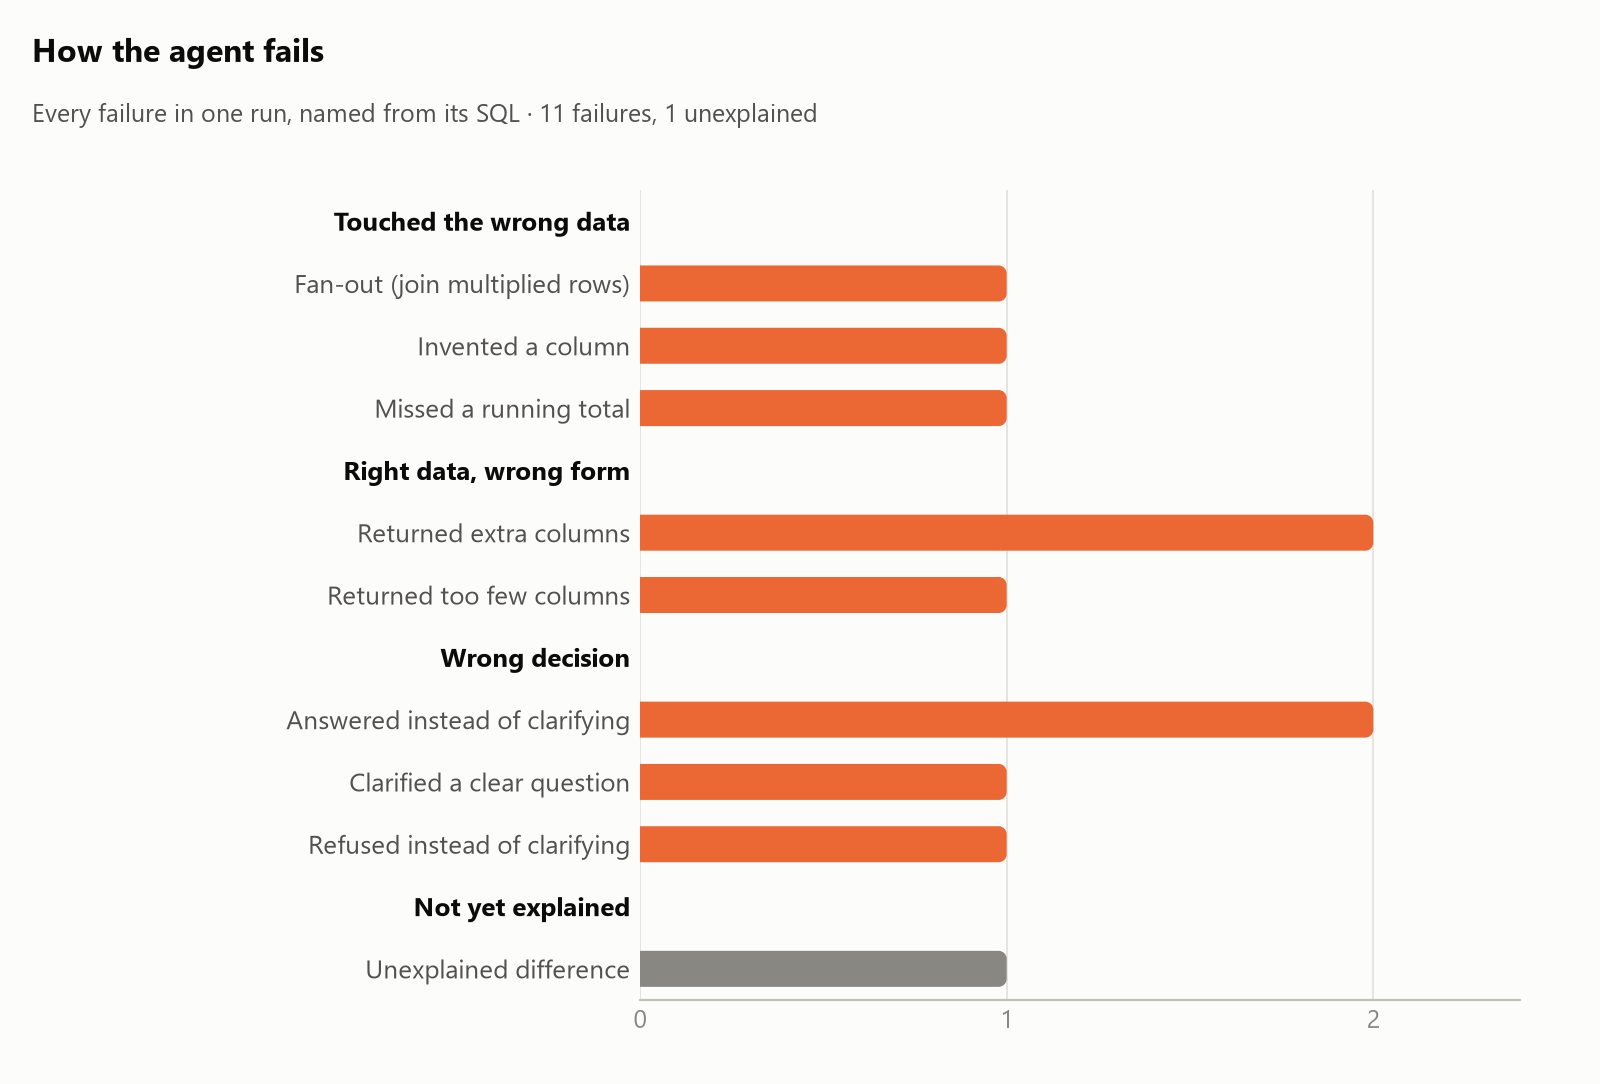 How the agent fails
Every failure in one run, named from its SQL · 11 failures, 1 unexplained
Touched the wrong data
Fan-out (join multiplied rows)
Invented a column
Missed a running total
Right data, wrong form
Returned extra columns
Returned too few columns
Wrong decision
Answered instead of clarifying
Clarified a clear question
Refused instead of clarifying
Not yet explained
Unexplained difference
0 1 2